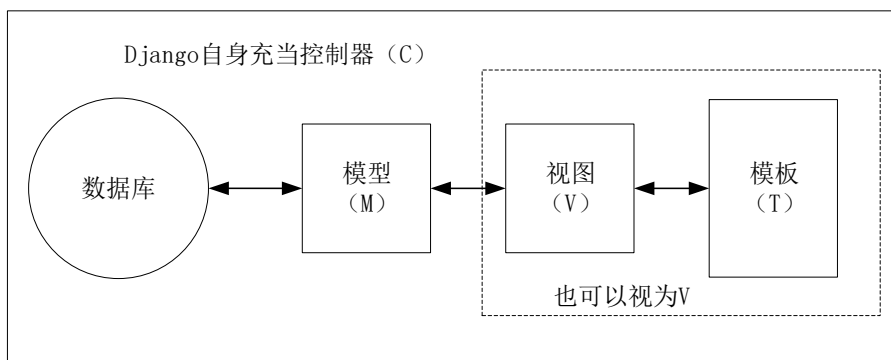 Django自身充当控制器（C）
数据库
模型
（M）
视图
（V）
模板
（T）
也可以视为V